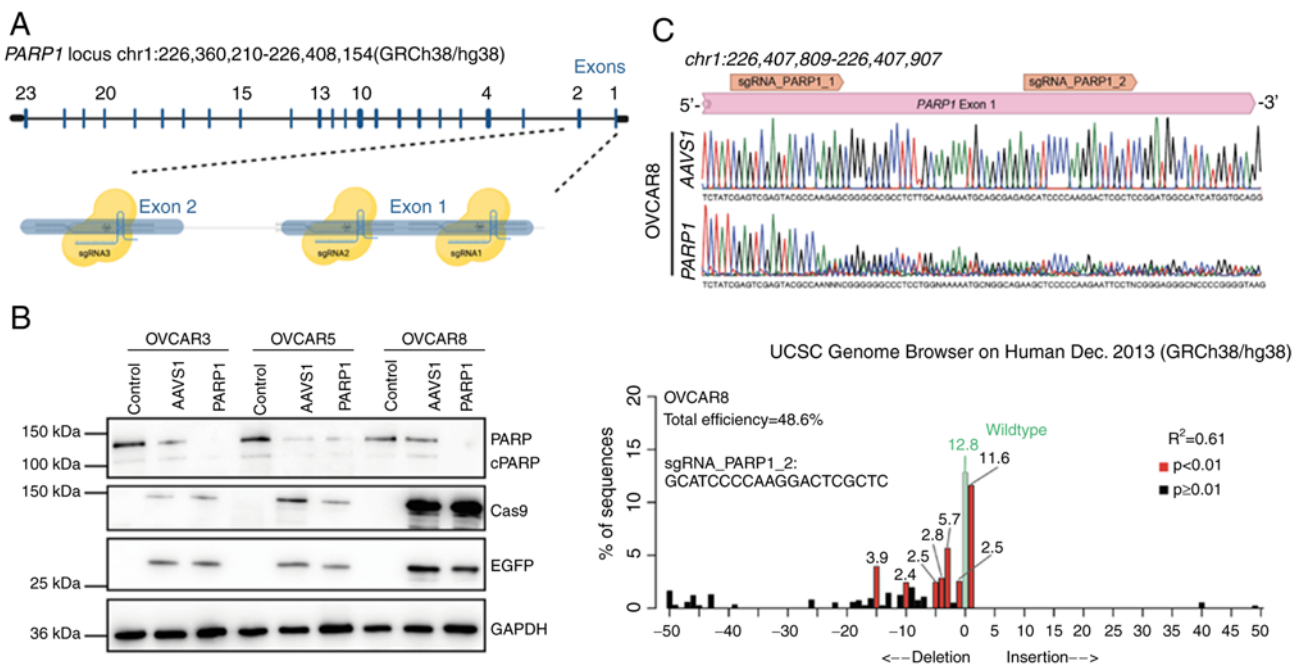 A
PARP1 locus chr1:226,360,210-226,408,154(GRCh38/hg38)
Exons
23 20 15 13 10 4 2 1
Exon 2
Exon 1
sgRNA3
sgRNA2
sgRNA1
B
OVCAR3 OVCAR5 OVCAR8
Control AAVS1 PARP1 Control AAVS1 PARP1 Control AAVS1 PARP1
150 kDa
PARP
100 kDa
cPARP
150 kDa
Cas9
EGFP
25 kDa
36 kDa
GAPDH
C
chr1:226,407,809-226,407,907
sgRNA_PARP1_1
sgRNA_PARP1_2
5'-
PARP1 Exon 1
-3'
OVCAR8
AAVS1
TCTATCGAGTCGAGTACGCCAAGAGCGGGCGCGCCTCTTGCAAGAAATGCAGCGAGAGCATCCCCAAGGACTCGCTCCGGATGGCCATCATGGTGCAGG
PARP1
UCSC Genome Browser on Human Dec. 2013 (GRCh38/hg38)
OVCAR8
Total efficiency=48.6%
sgRNA_PARP1_2:
GCATCCCCAAGGACTCGCTC
Wildtype
12.8
11.6
R²=0.61
p<0.01
p≥0.01
5.7
2.8
2.5
3.9
2.4
2.5
% of sequences
20
15
10
5
0
−50 −40 −30 −20 −10 0 5 10 15 20 25 30 35 40 45 50
<--Deletion Insertion-->